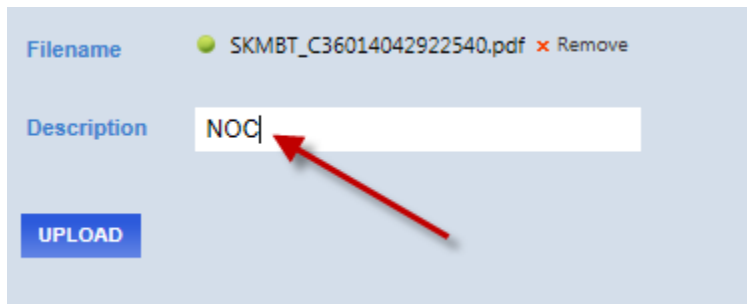 Filename SKMBT_C36014042922540.pdf x Remove
Description NOC
UPLOAD